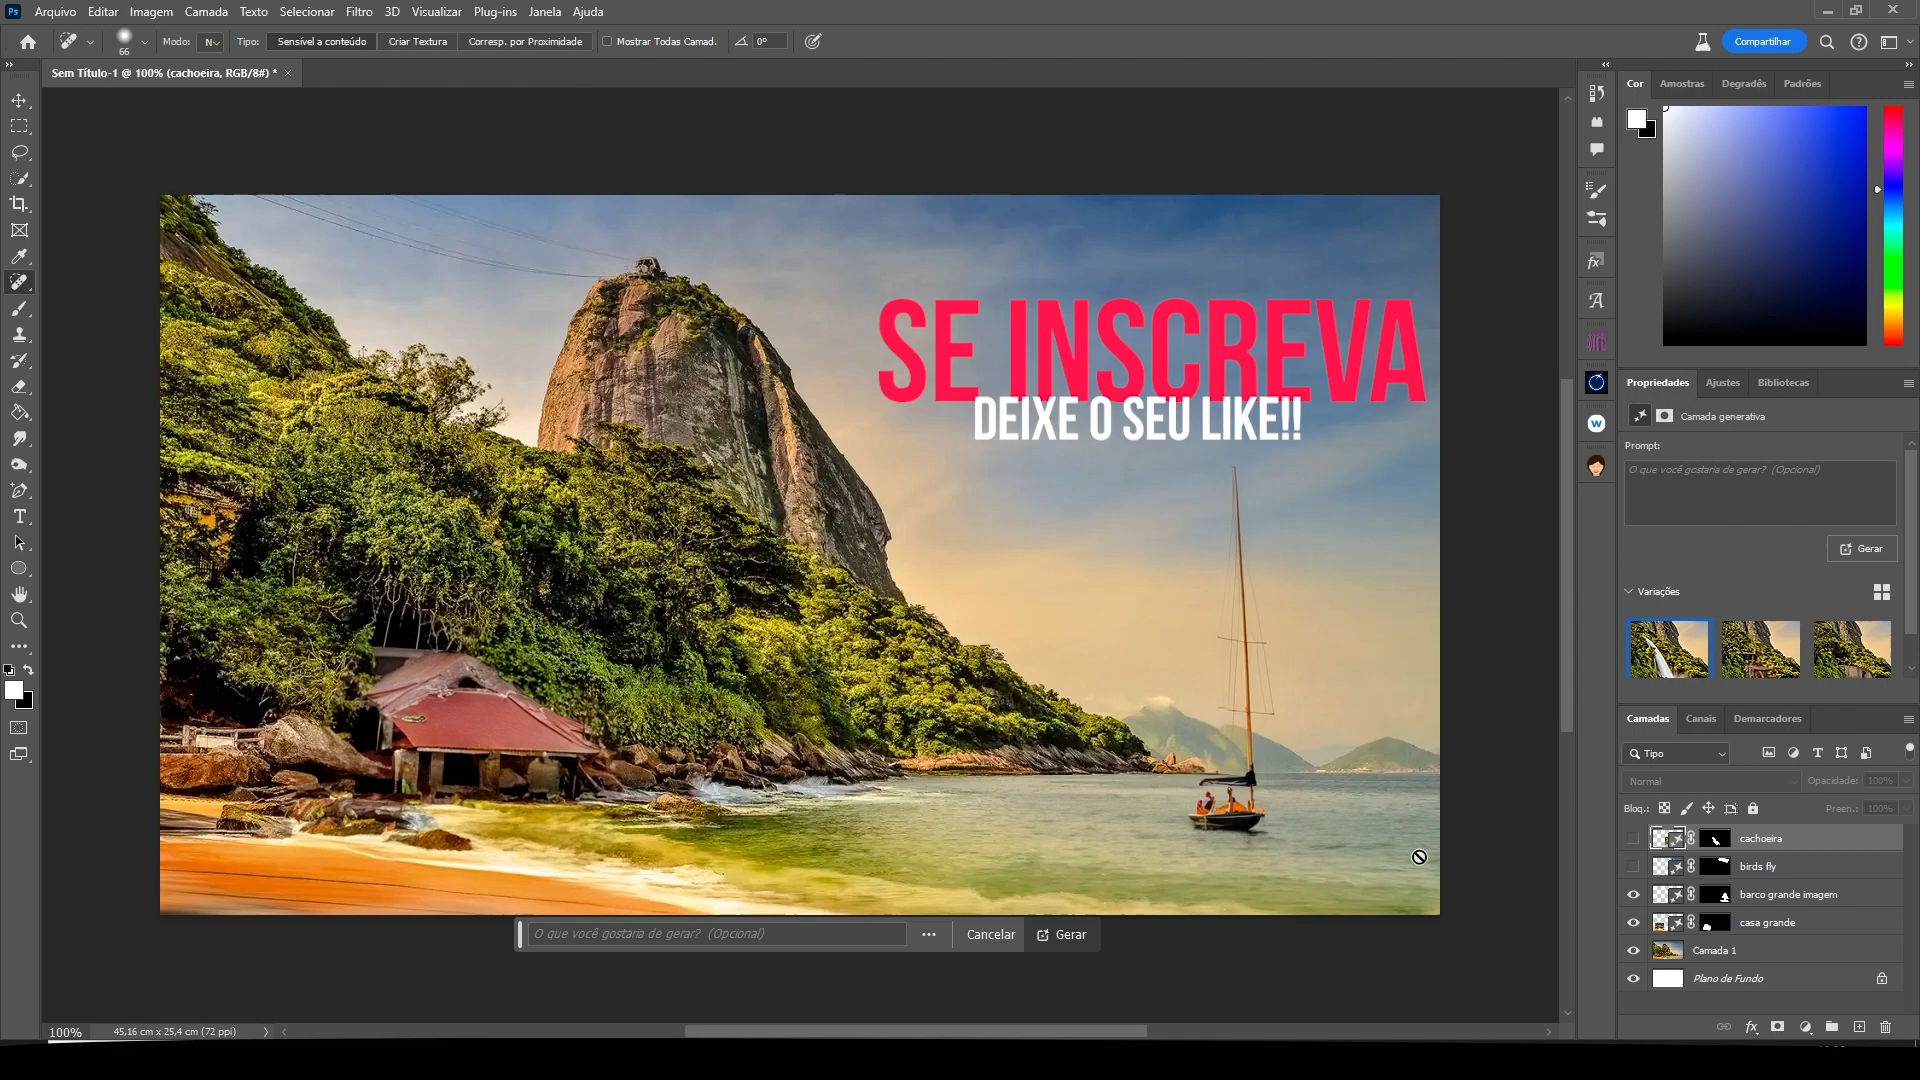 Ps Arquivo Editar Imagem Camada Texto Selecionar Filtro 3D Visualizar Plug-ins Janela Ajuda
66 Modo: N Tipo: Sensível a conteúdo Criar Textura Corresp. por Proximidade Mostrar Todas Camad. 0° Compartilhar
Sem Título-1 @ 100% (cachoeira, RGB/8#) * ×
SE INSCREVA
DEIXE O SEU LIKE!!
O que você gostaria de gerar? (Opcional) ... Cancelar Gerar
100% 45,16 cm x 25,4 cm (72 ppi)
Cor Amostras Degradês Padrões
Propriedades Ajustes Bibliotecas
Camada generativa
Prompt:
O que você gostaria de gerar? (Opcional)
Gerar
Variações
Camadas Canais Demarcadores
Tipo
Normal Opacidade: 100%
Bloq.: Preen.: 100%
cachoeira
birds fly
barco grande imagem
casa grande
Camada 1
Plano de Fundo
fx